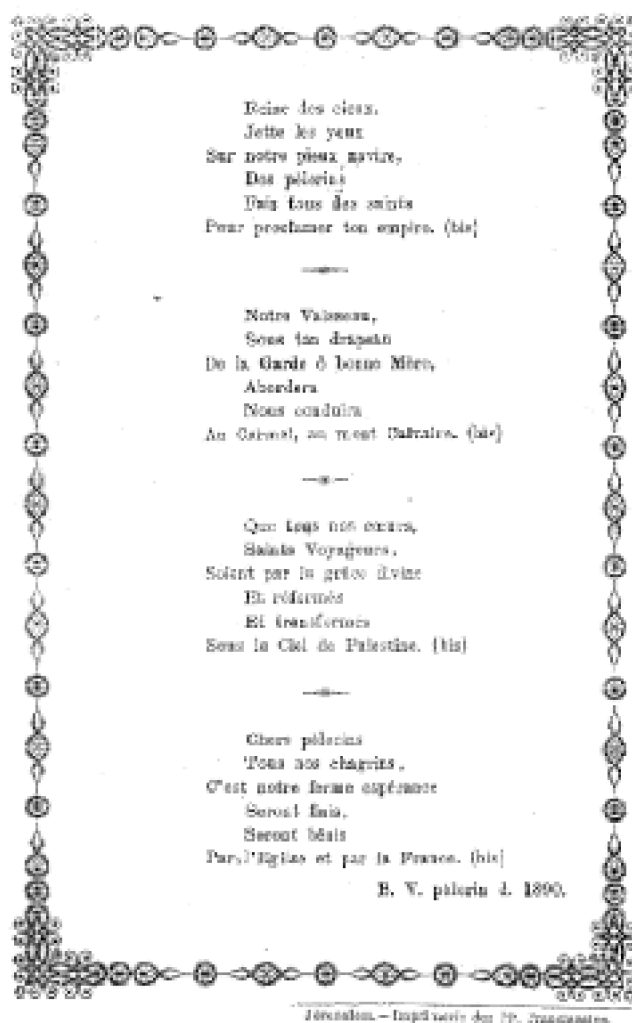 Reine des cieux,
Jette les yeux
Sur notre pieux navire,
Des pèlerins
Fais tous des saints
Pour proclamer ton empire. (bis)
Notre Vaisseau,
Sous ton drapeau
De la Garde ô bonne Mère,
Abordera
Nous conduira
Au Carmel, au mont Calvaire. (bis)
Que tous nos cœurs,
Saints Voyageurs,
Soient par la grâce divine
Et réformés
Et transformés
Sous le Ciel de Palestine. (bis)
Chers pèlerins
Tous nos chagrins,
C'est notre ferme espérance
Seront finis,
Seront bénis
Par l'Eglise et par la France. (bis)
B. V. pèlerin d. 1890.
Jérusalem. — Imprimerie des PP. Franciscains.